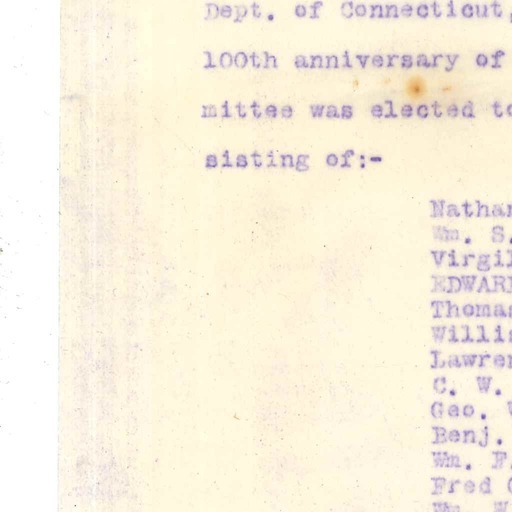 Dept. of Connecticut,
100th anniversary of
mittee was elected to
sisting of:-
Nathan
Wm. S.
Virgil
EDWARD
Thomas
Willis
Lawren
C. W.
Geo. W
Benj.
Wm. F.
Fred
Wm. W